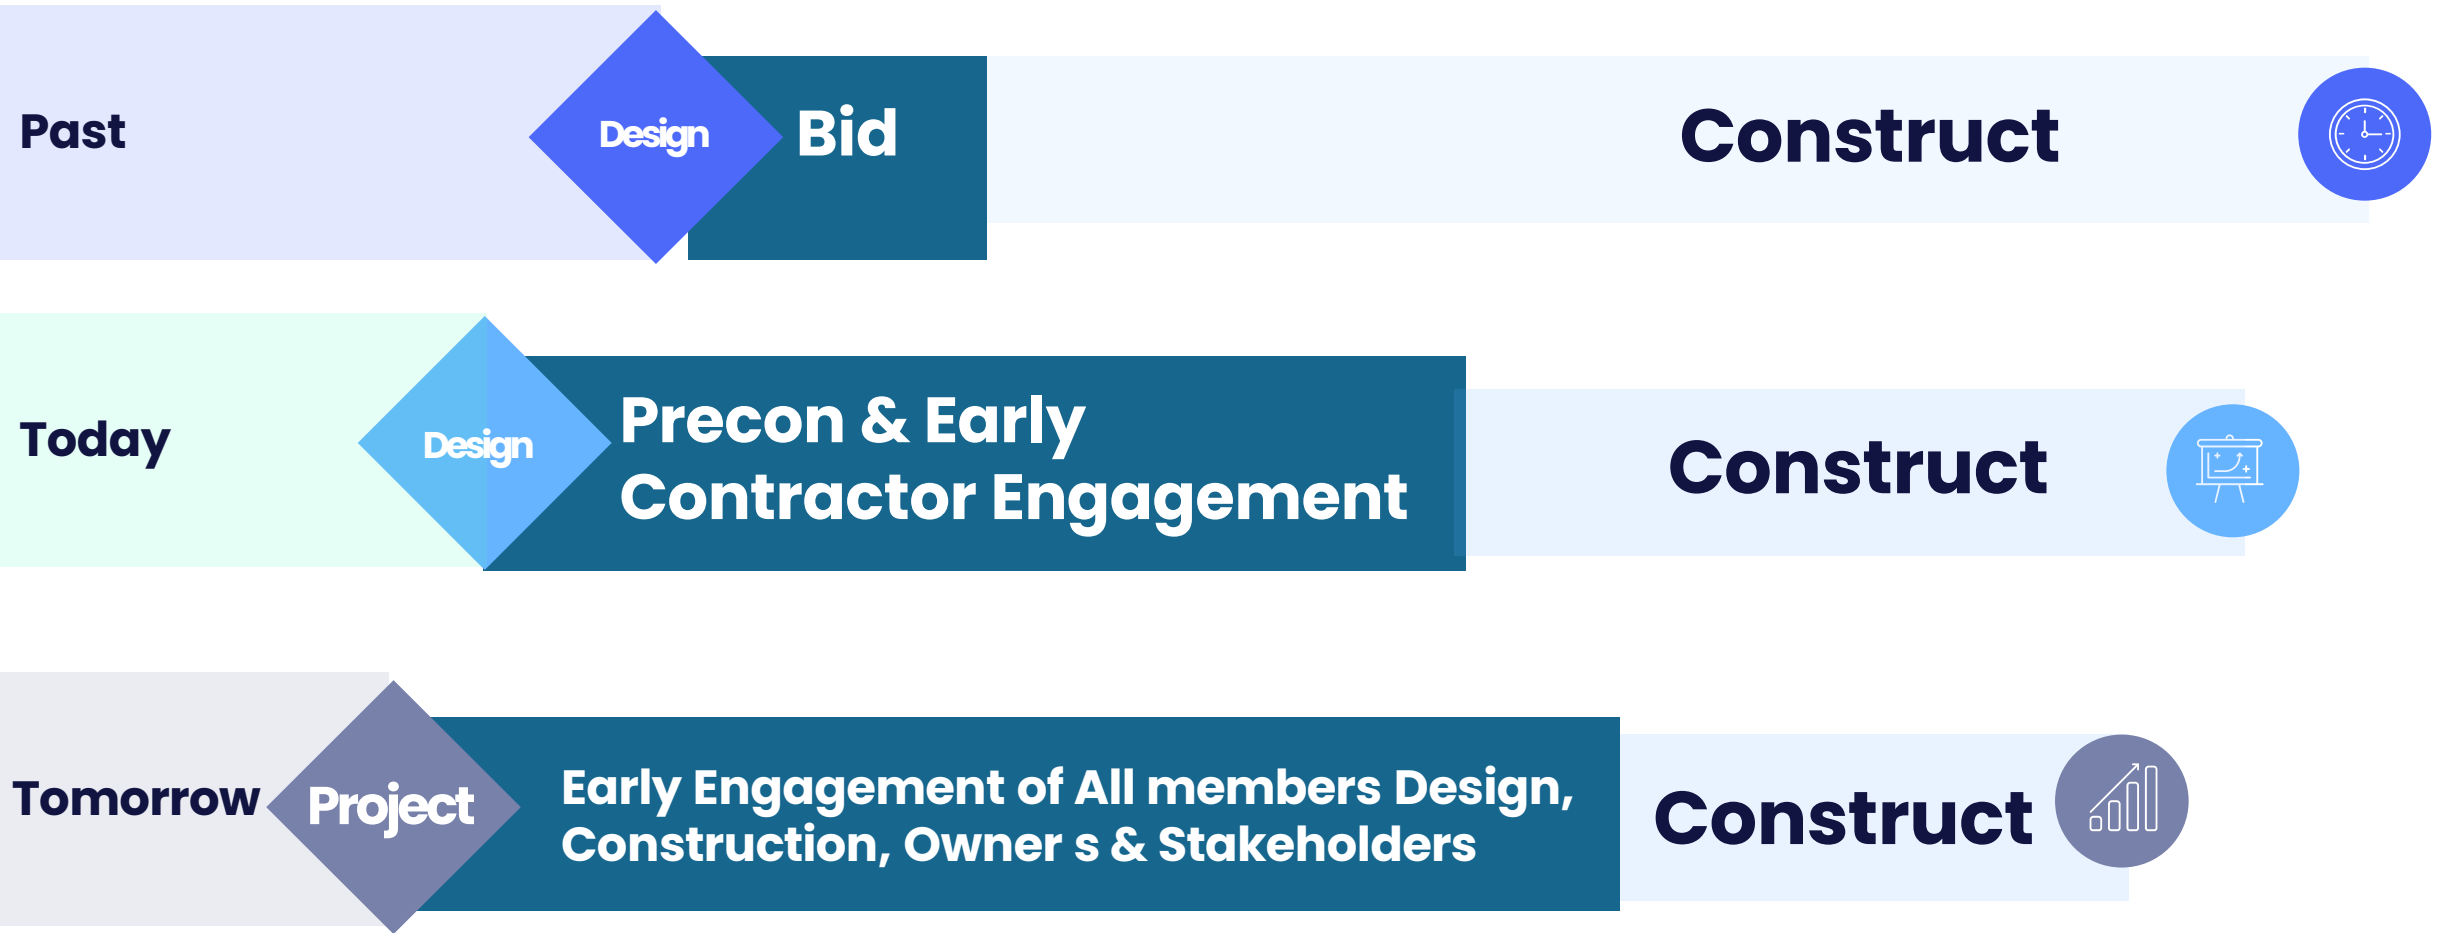 Past
Design
Bid
Construct
Today
Design
Precon & Early
Contractor Engagement
Construct
Tomorrow
Project
Early Engagement of All members Design,
Construction, Owner s & Stakeholders
Construct